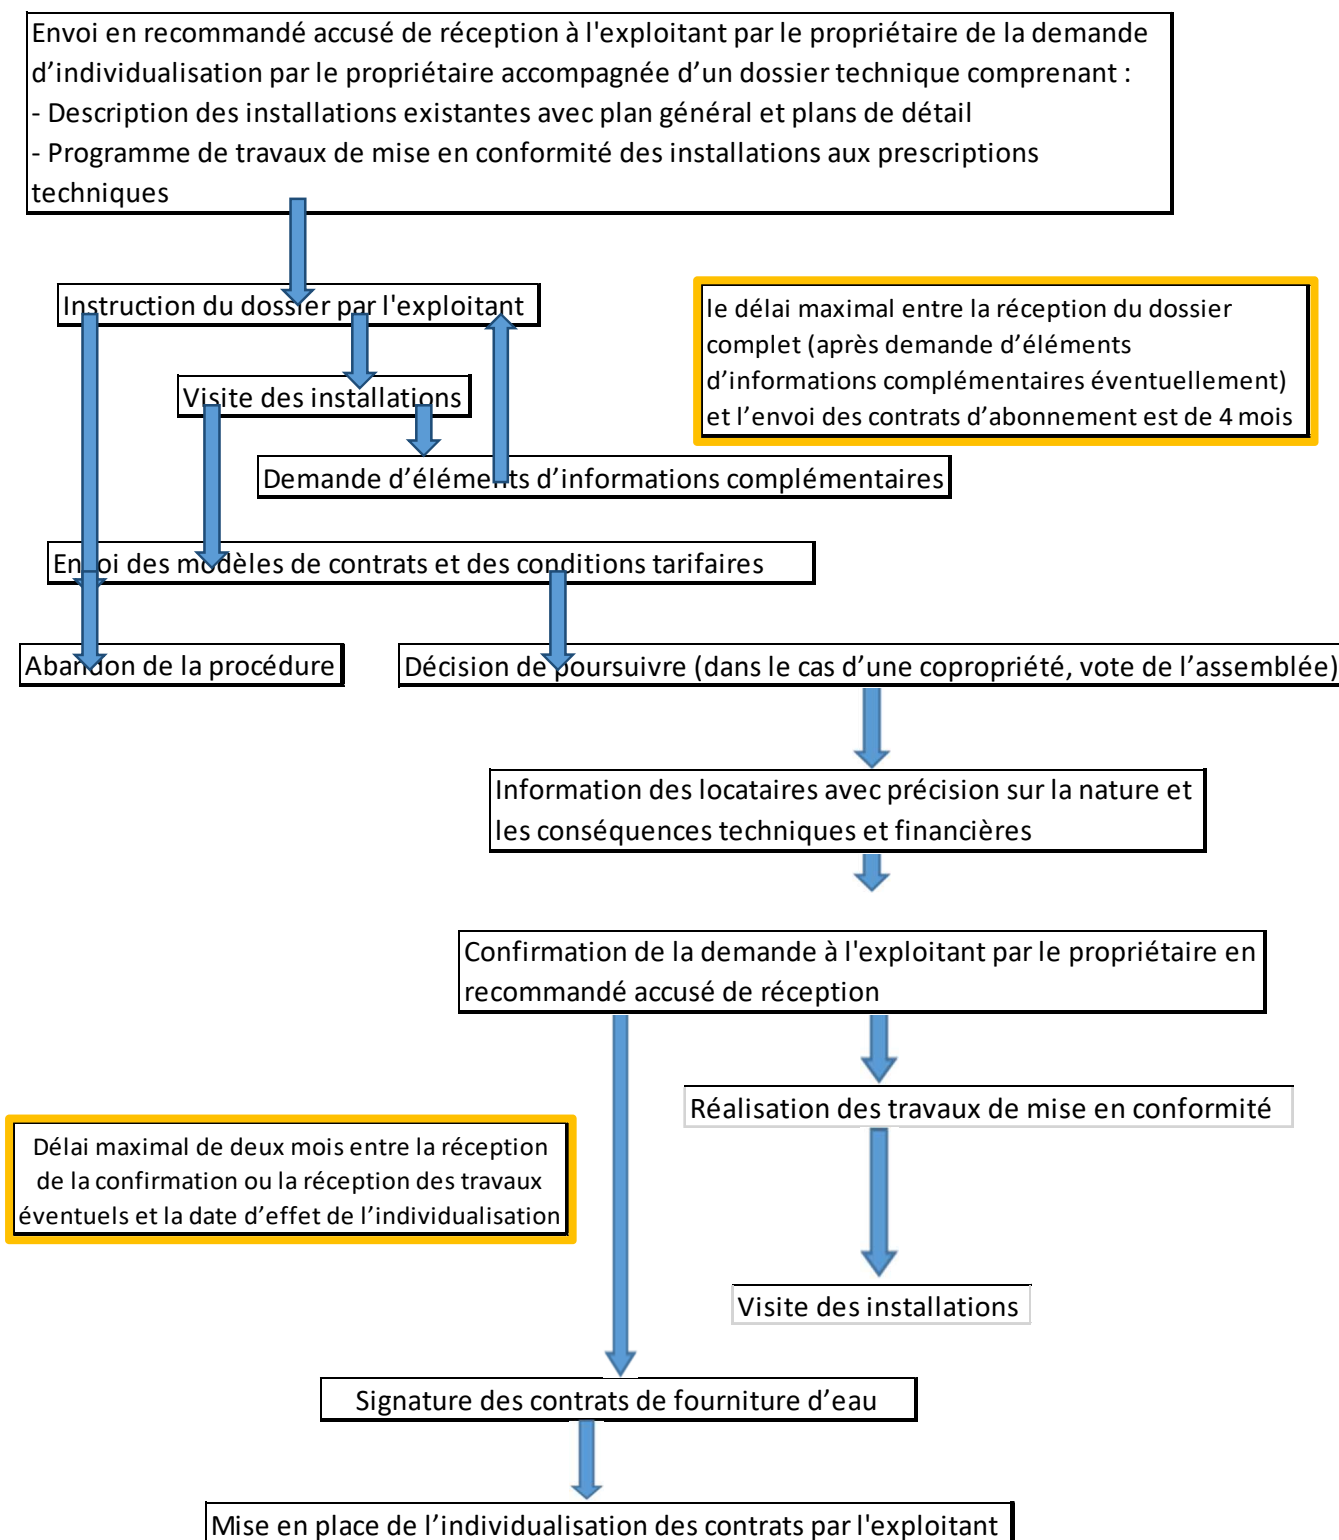 Envoi en recommandé accusé de réception à l'exploitant par le propriétaire de la demande
d’individualisation par le propriétaire accompagnée d’un dossier technique comprenant :
- Description des installations existantes avec plan général et plans de détail
- Programme de travaux de mise en conformité des installations aux prescriptions
techniques
Instruction du dossier par l'exploitant
le délai maximal entre la réception du dossier
complet (après demande d’éléments
d’informations complémentaires éventuellement)
et l’envoi des contrats d’abonnement est de 4 mois
Visite des installations
Demande d’éléments d’informations complémentaires
Envoi des modèles de contrats et des conditions tarifaires
Abandon de la procédure
Décision de poursuivre (dans le cas d’une copropriété, vote de l’assemblée)
Information des locataires avec précision sur la nature et
les conséquences techniques et financières
Confirmation de la demande à l'exploitant par le propriétaire en
recommandé accusé de réception
Réalisation des travaux de mise en conformité
Délai maximal de deux mois entre la réception
de la confirmation ou la réception des travaux
éventuels et la date d’effet de l’individualisation
Visite des installations
Signature des contrats de fourniture d’eau
Mise en place de l’individualisation des contrats par l'exploitant